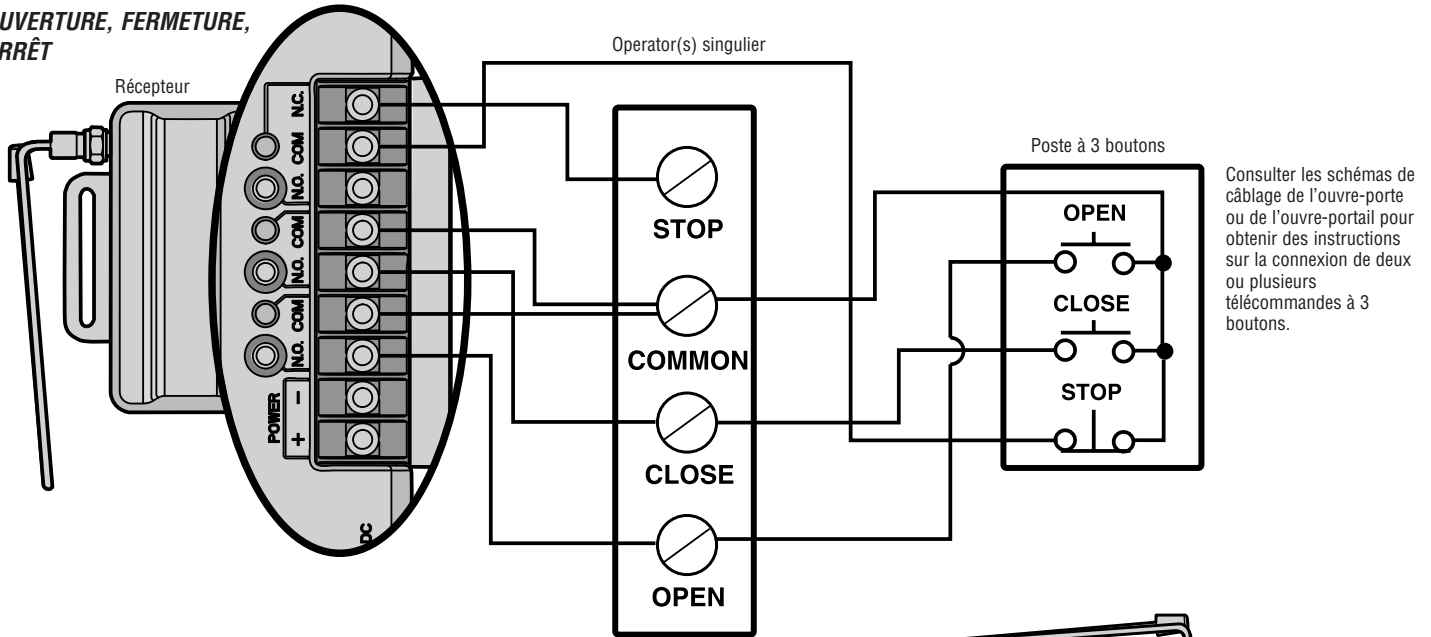 UVERTURE, FERMETURE,
RRÊT
Operator(s) singulier
Récepteur
N.C.
COM
N.O.
COM
N.O.
COM
N.O.
POWER
-
+
DC
STOP
COMMON
CLOSE
OPEN
Poste à 3 boutons
OPEN
CLOSE
STOP
Consulter les schémas de
câblage de l'ouvre-porte
ou de l'ouvre-portail pour
obtenir des instructions
sur la connexion de deux
ou plusieurs
télécommandes à 3
boutons.